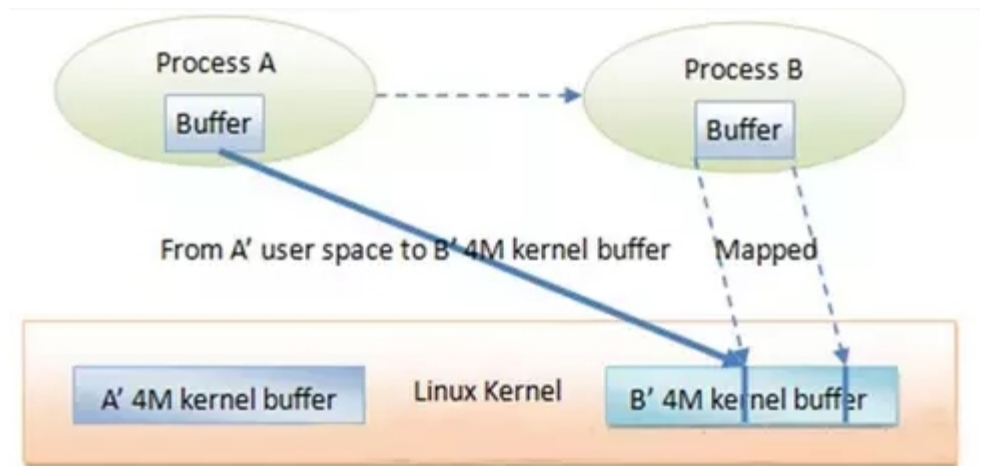 Process A
Process B
Buffer
Buffer
From A' user space to B' 4M kernel buffer
Mapped
A' 4M kernel buffer
Linux Kernel
B' 4M kernel buffer